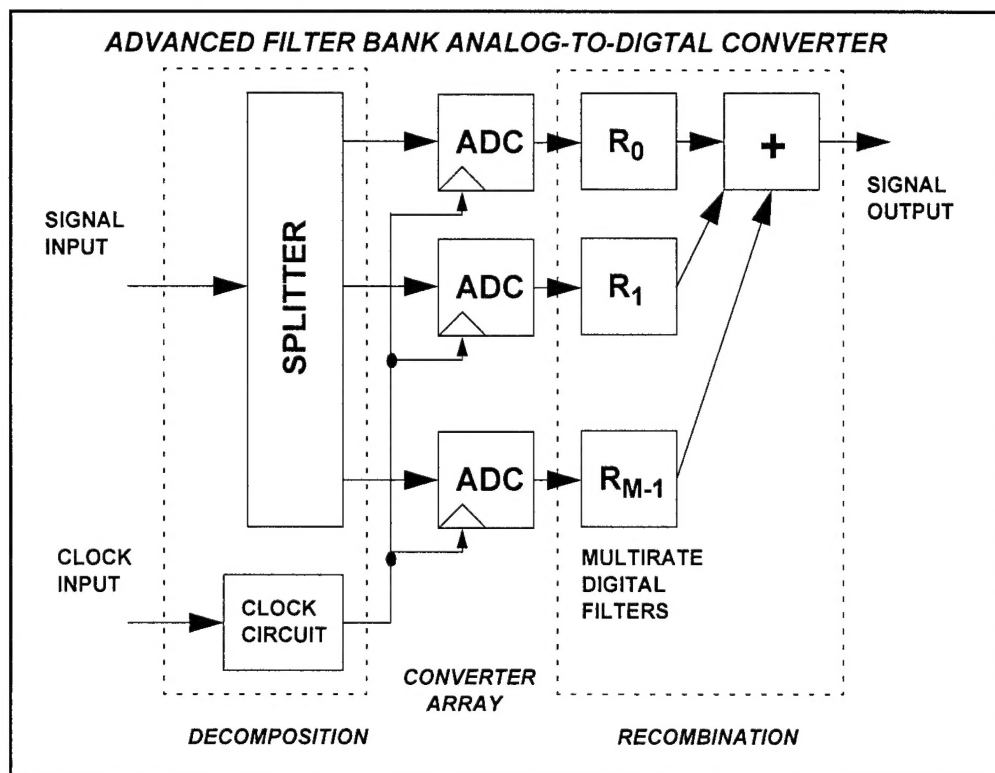 ADVANCED FILTER BANK ANALOG-TO-DIGTAL CONVERTER
SIGNAL
INPUT
SPLITTER
ADC
R0
+
SIGNAL
OUTPUT
ADC
R1
ADC
RM-1
CLOCK
INPUT
CLOCK
CIRCUIT
MULTIRATE
DIGITAL
FILTERS
CONVERTER
ARRAY
DECOMPOSITION
RECOMBINATION